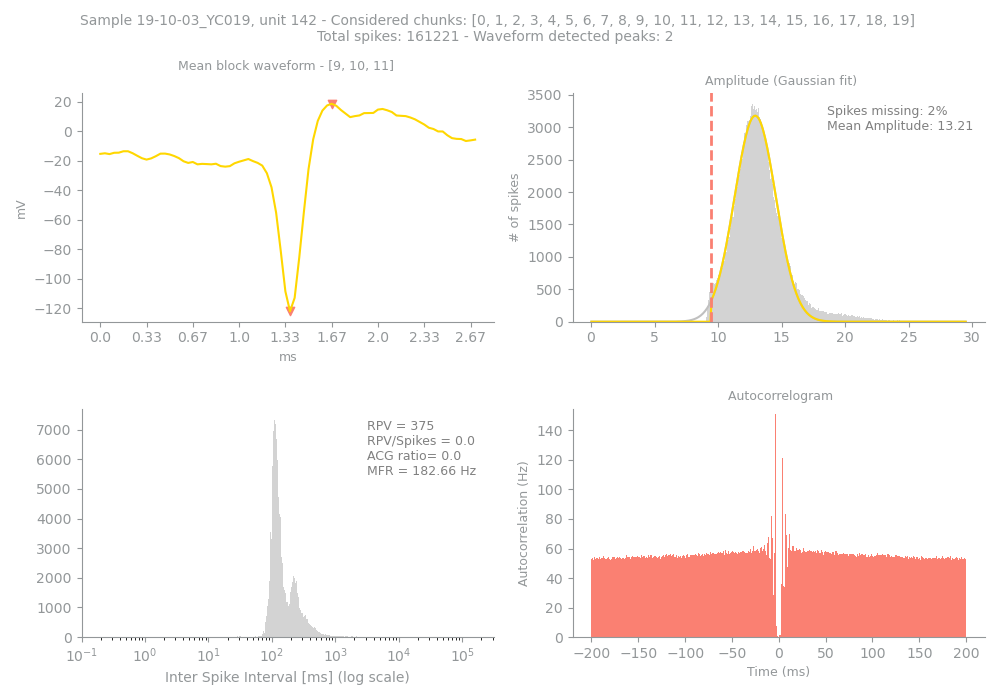 Sample 19-10-03_YC019, unit 142 - Considered chunks: [0, 1, 2, 3, 4, 5, 6, 7, 8, 9, 10, 11, 12, 13, 14, 15, 16, 17, 18, 19]
Total spikes: 161221 - Waveform detected peaks: 2
Mean block waveform - [9, 10, 11]
20
0
−20
−40
−60
−80
−100
−120
mV
0.0 0.33 0.67 1.0 1.33 1.67 2.0 2.33 2.67
ms
Amplitude (Gaussian fit)
Spikes missing: 2%
Mean Amplitude: 13.21
3500
3000
2500
2000
1500
1000
500
0
# of spikes
0 5 10 15 20 25 30
RPV = 375
RPV/Spikes = 0.0
ACG ratio= 0.0
MFR = 182.66 Hz
7000
6000
5000
4000
3000
2000
1000
0
10⁻¹ 10⁰ 10¹ 10² 10³ 10⁴ 10⁵
Inter Spike Interval [ms] (log scale)
Autocorrelogram
140
120
100
80
60
40
20
0
Autocorrelation (Hz)
−200 −150 −100 −50 0 50 100 150 200
Time (ms)